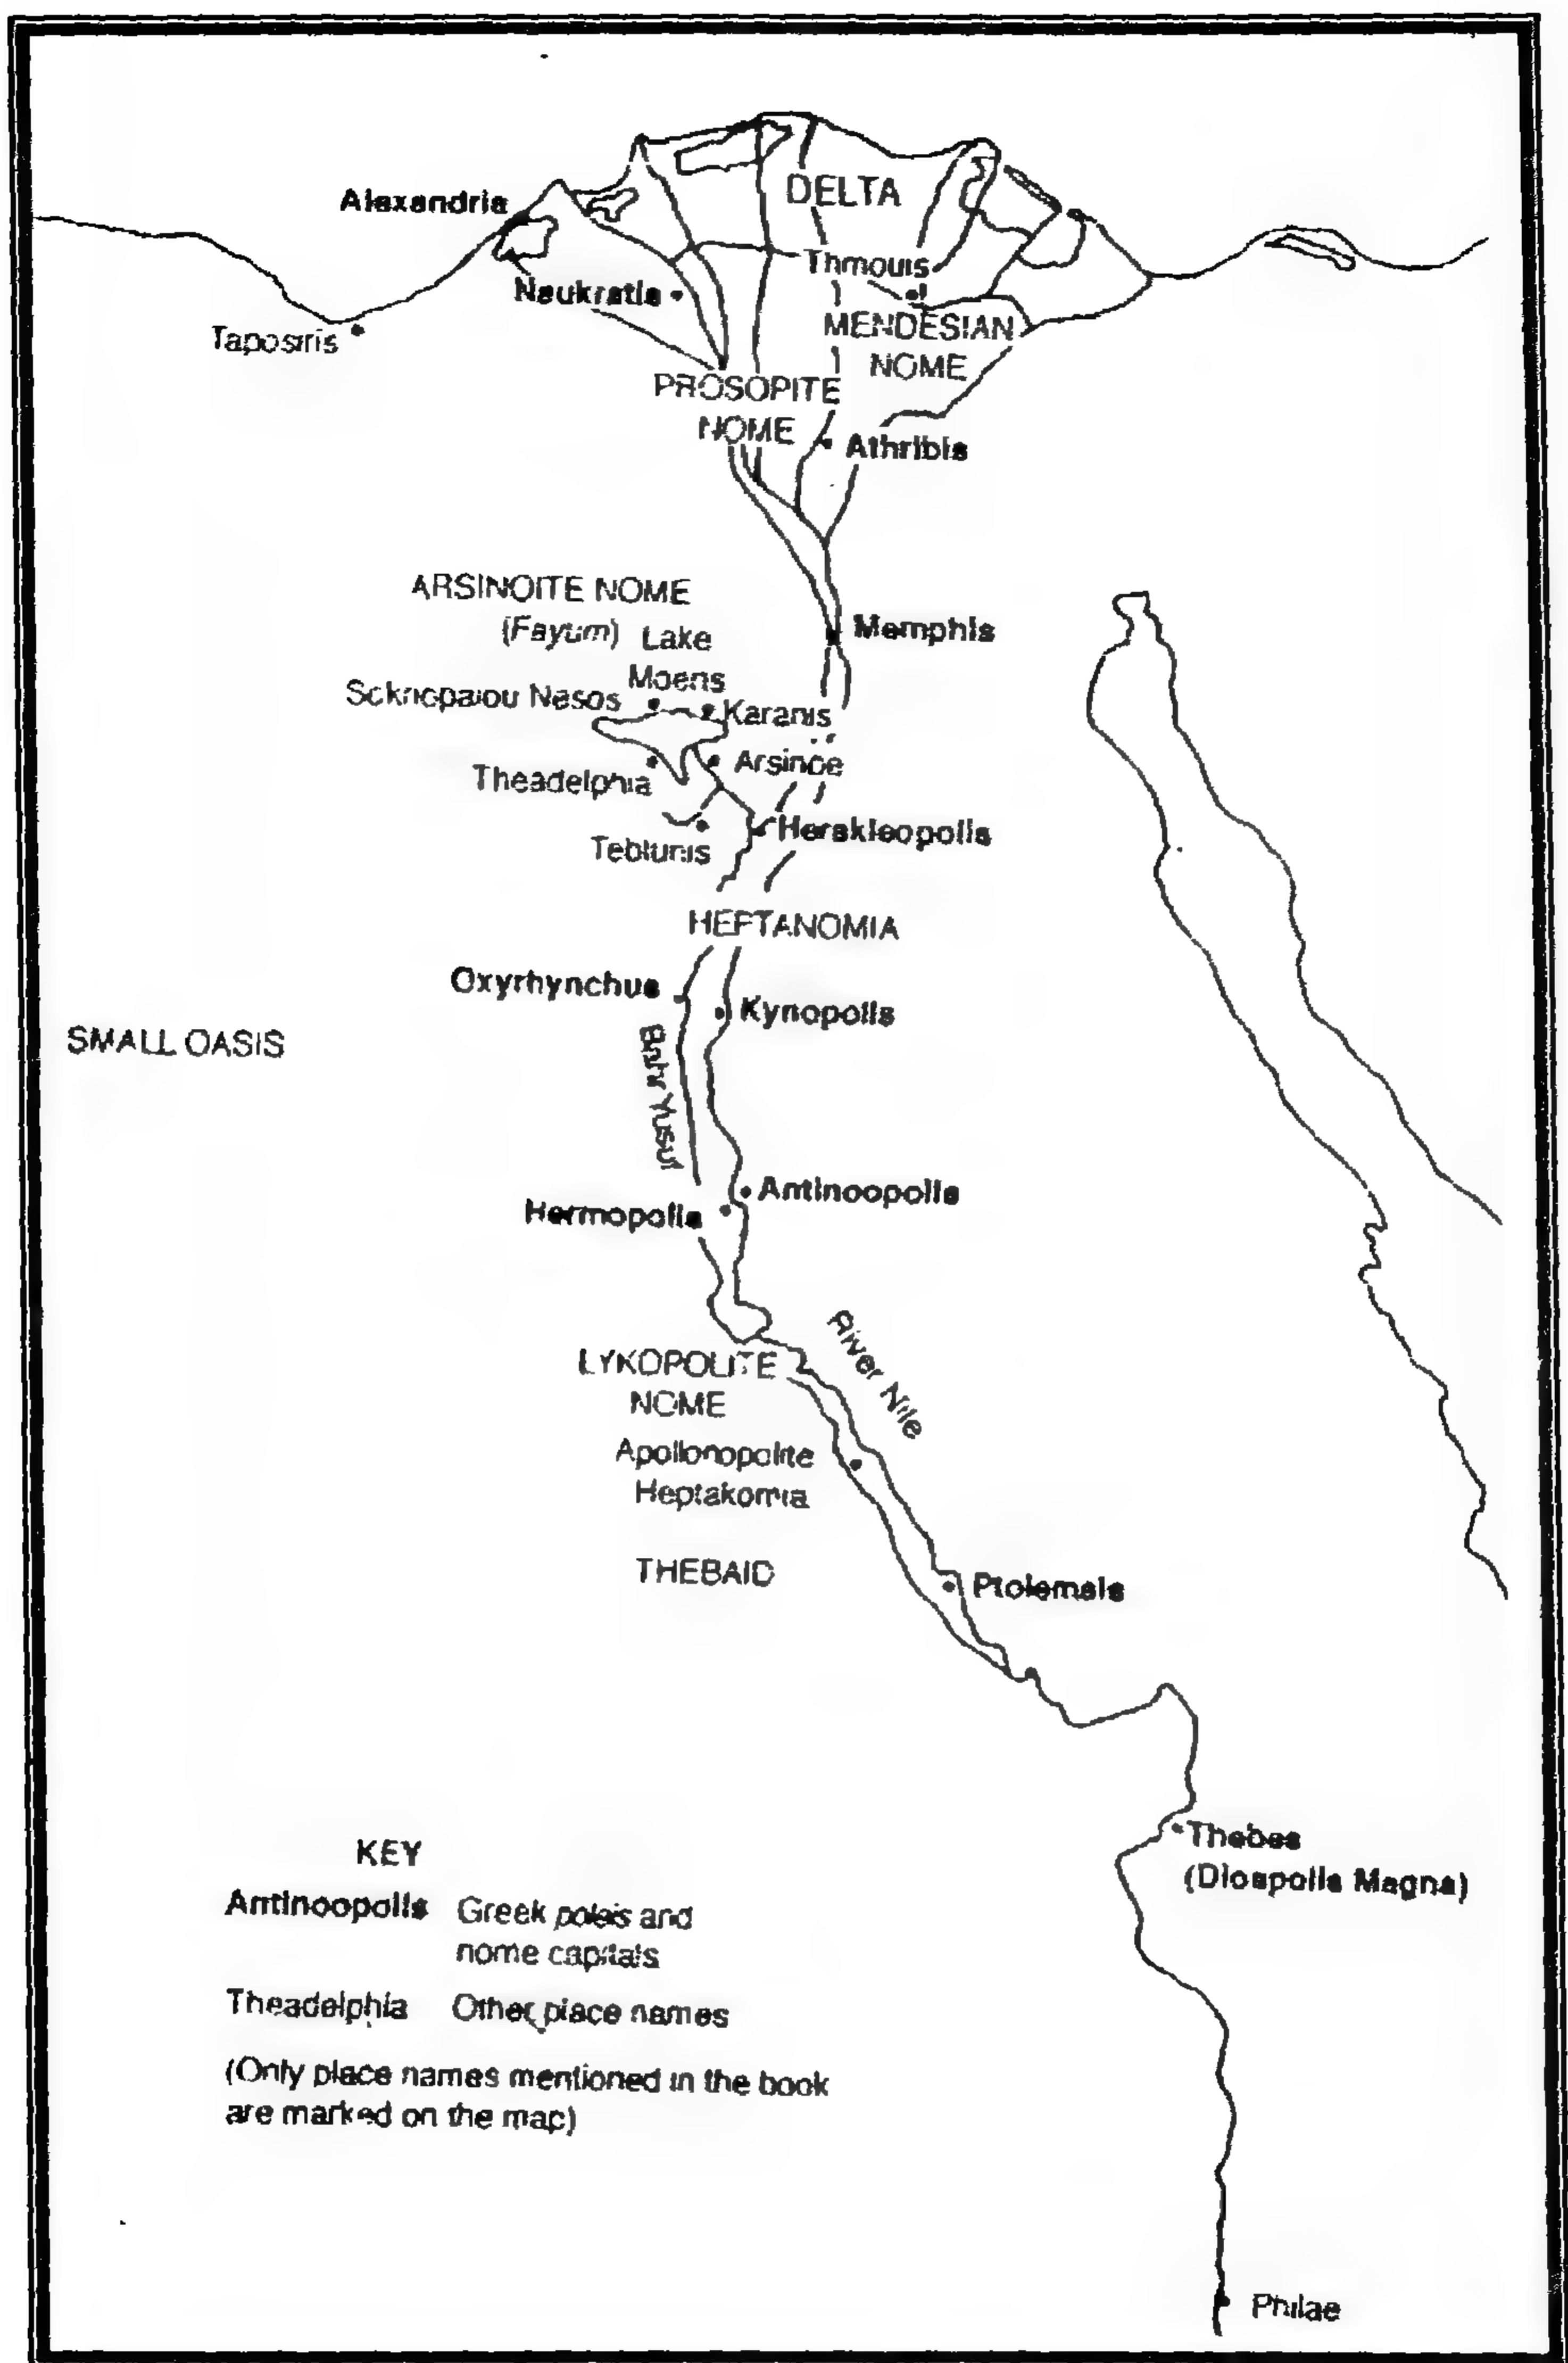 DELTA
Alexandria
Thmouis
Naukratis
MENDESIAN
Taposiris
NOME
PROSOPITE
NOME
Athribis
ARSINOITE NOME
(Fayum) Lake
Memphis
Moeris
Soknopaiou Nesos
Karanis
Arsinoe
Theadelphia
Herakleopolis
Tebtunis
HEPTANOMIA
Oxyrhynchus
Kynopolis
SMALL OASIS
Bahr Yusuf
Antinoopolis
Hermopolis
River Nile
LYKOPOLITE
NOME
Apollonopolite
Heptakomia
THEBAID
Ptolemais
Thebes
(Diospolis Magna)
KEY
Antinoopolis Greek poleis and
nome capitals
Theadelphia Other place names
(Only place names mentioned in the book
are marked on the map)
Philae